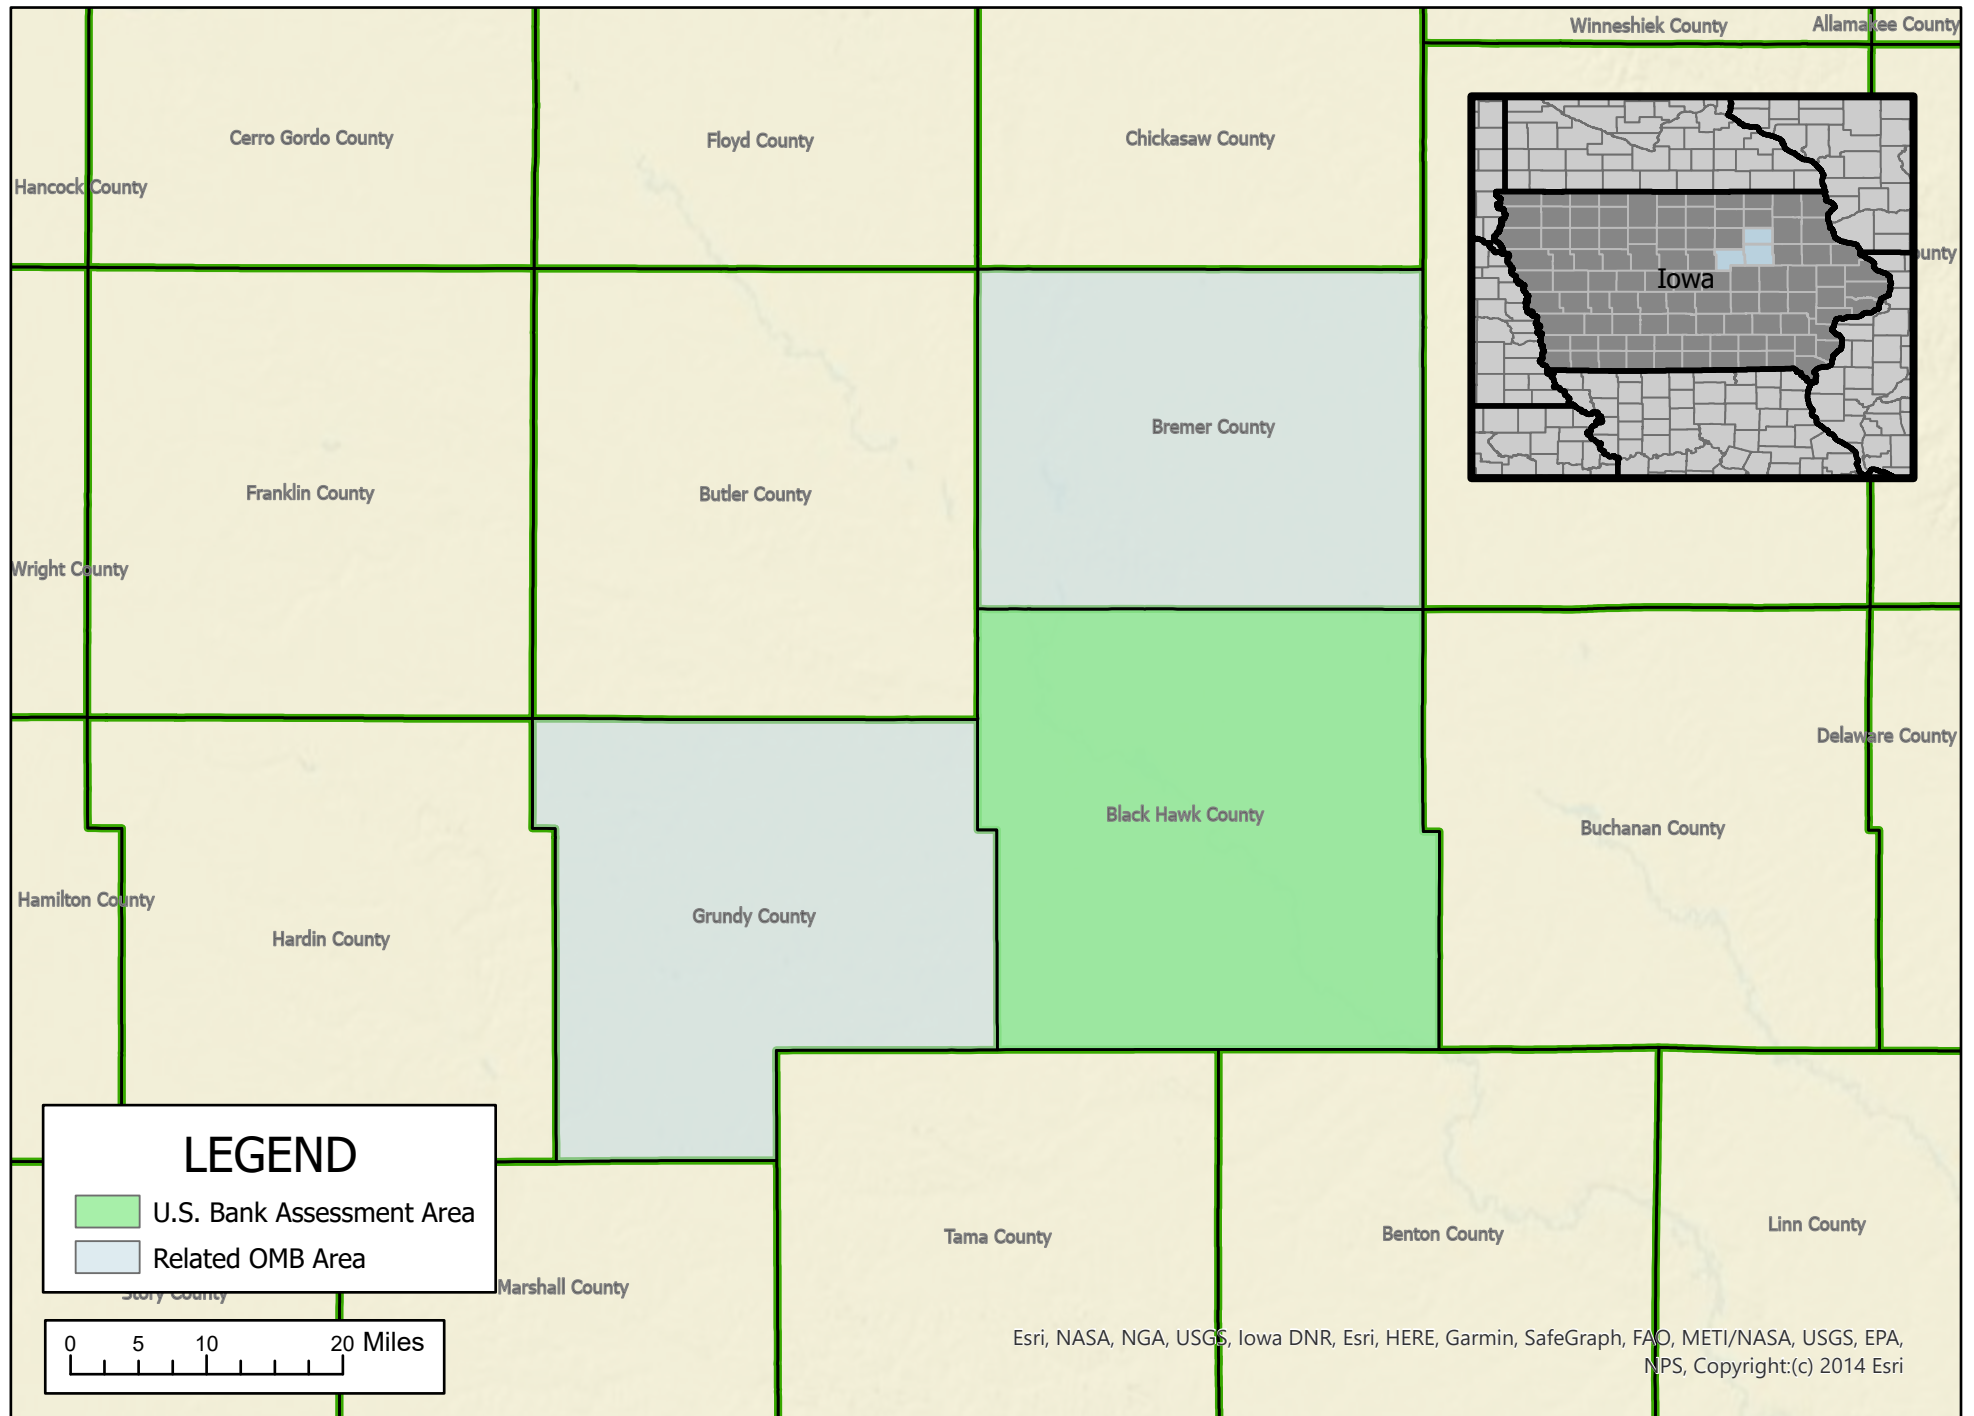 Winneshiek County
Allamakee County
Cerro Gordo County
Floyd County
Chickasaw County
Hancock County
ounty
Iowa
Bremer County
Franklin County
Butler County
Wright County
Delaware County
Black Hawk County
Buchanan County
Hamilton County
Grundy County
Hardin County
LEGEND
U.S. Bank Assessment Area
Related OMB Area
Tama County
Benton County
Linn County
Marshall County
Story County
0 5 10 20 Miles
Esri, NASA, NGA, USGS, Iowa DNR, Esri, HERE, Garmin, SafeGraph, FAO, METI/NASA, USGS, EPA,
NPS, Copyright:(c) 2014 Esri